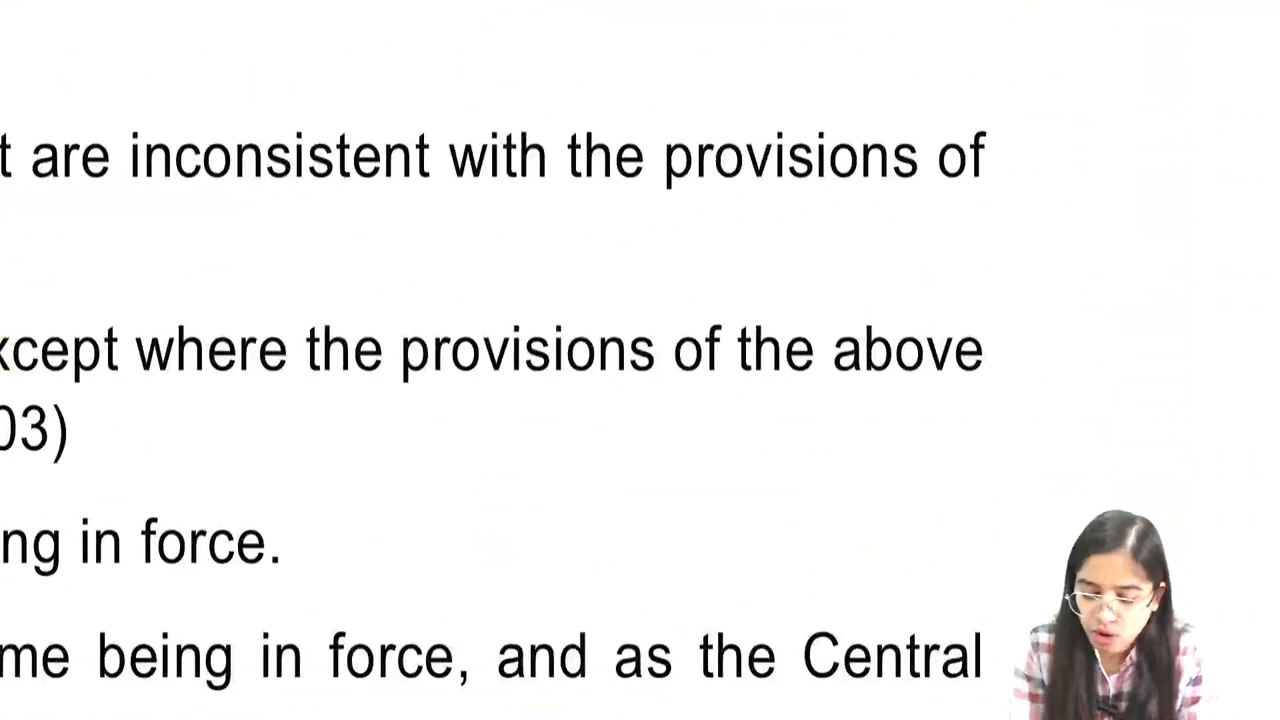 t are inconsistent with the provisions of
xcept where the provisions of the above
03)
ng in force.
me being in force, and as the Central